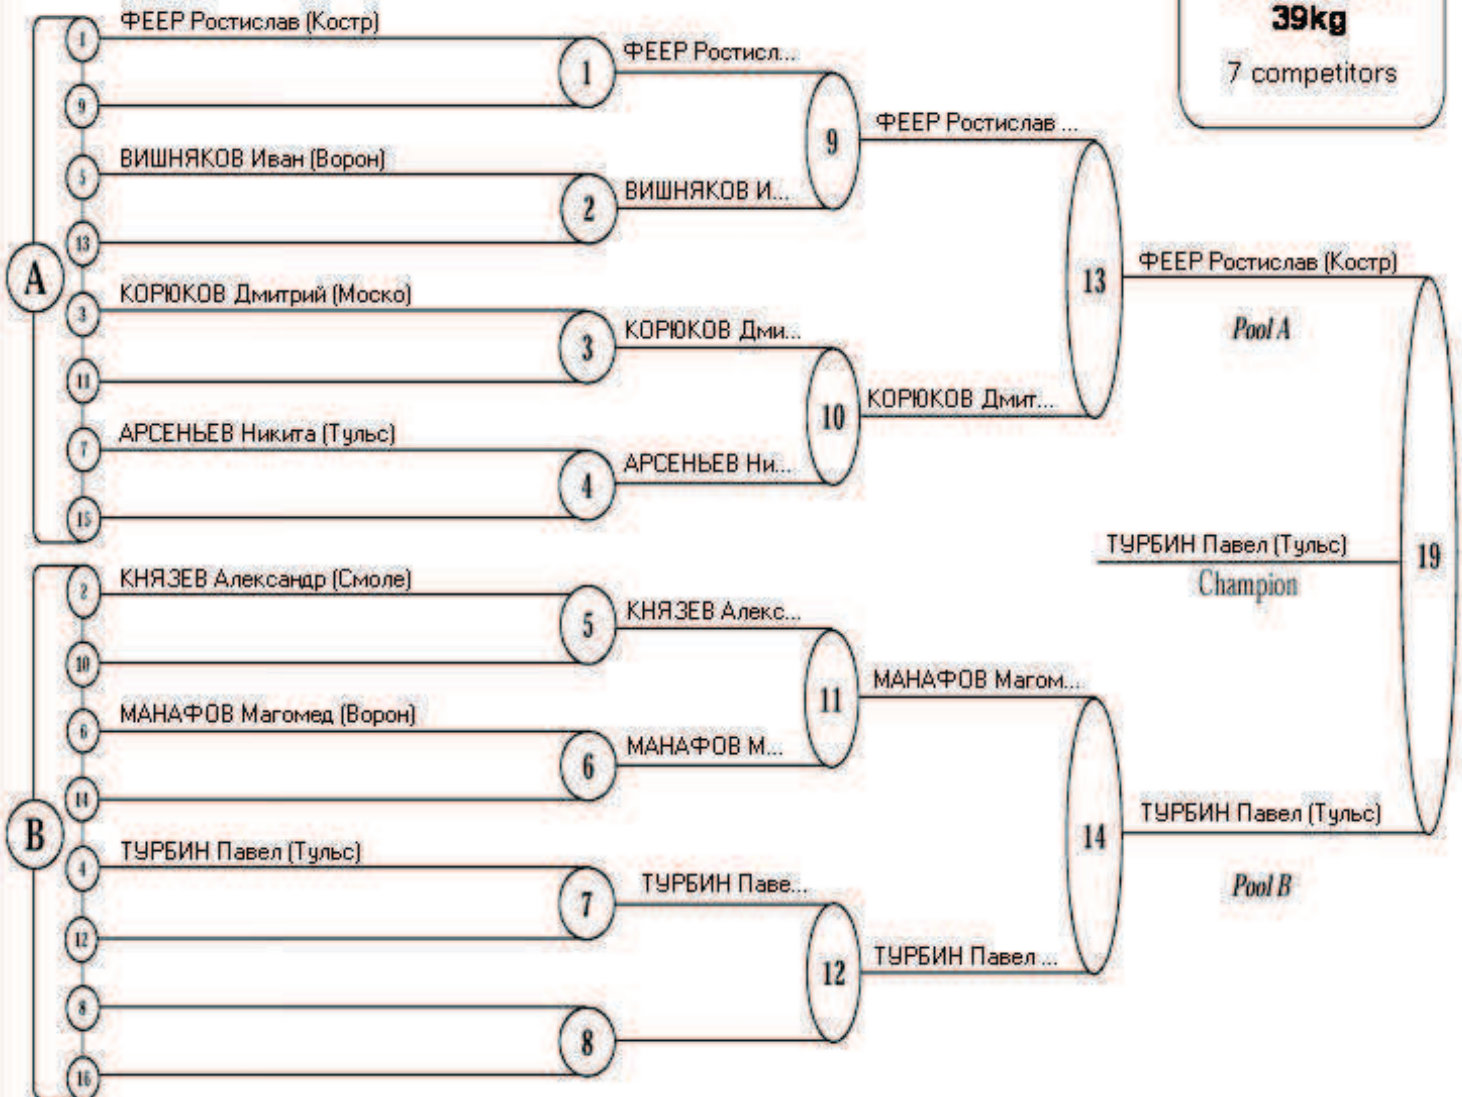 39kg
7 competitors
A
1 ФЕЕР Ростислав (Костр)
9
5 ВИШНЯКОВ Иван (Ворон)
13
3 КОРЮКОВ Дмитрий (Моско)
11
7 АРСЕНЬЕВ Никита (Тульс)
15
B
2 КНЯЗЕВ Александр (Смоле)
10
6 МАНАФОВ Магомед (Ворон)
14
4 ТУРБИН Павел (Тульс)
12
8
16
1 ФЕЕР Ростисл...
2 ВИШНЯКОВ И...
3 КОРЮКОВ Дми...
4 АРСЕНЬЕВ Ни...
5 КНЯЗЕВ Алекс...
6 МАНАФОВ М...
7 ТУРБИН Паве...
8
9 ФЕЕР Ростислав ...
10 КОРЮКОВ Дмит...
11 МАНАФОВ Магом...
12 ТУРБИН Павел ...
13 ФЕЕР Ростислав (Костр)
Pool A
14 ТУРБИН Павел (Тульс)
Pool B
19
ТУРБИН Павел (Тульс)
Champion